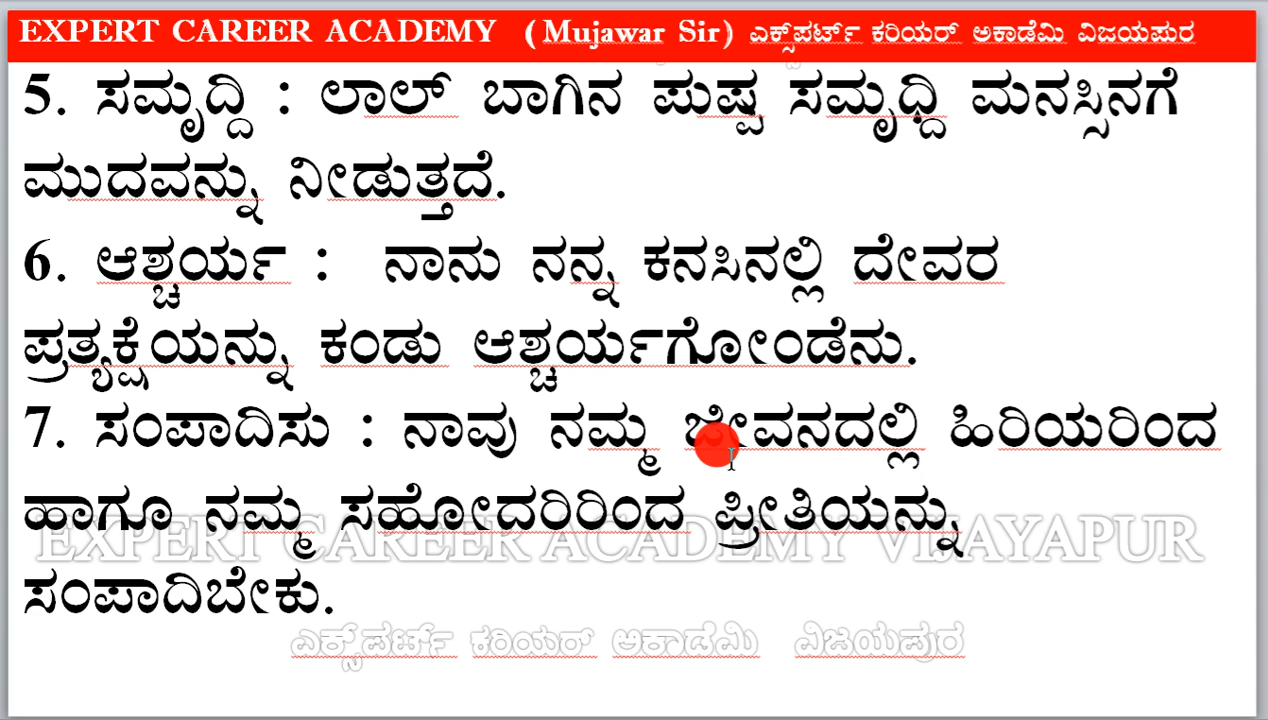 EXPERT CAREER ACADEMY (Mujawar Sir) ಎಕ್ಸ್‌ಪರ್ಟ್ ಕರಿಯರ್ ಅಕಾಡೆಮಿ ವಿಜಯಪುರ
5. ಸಮೃದ್ದಿ : ಲಾಲ್ ಬಾಗಿನ ಪುಷ್ಪ ಸಮೃಧ್ದಿ ಮನಸ್ಸಿನಗೆ
ಮುದವನ್ನು ನೀಡುತ್ತದೆ.
6. ಆಶ್ಚರ್ಯ : ನಾನು ನನ್ನ ಕನಸಿನಲ್ಲಿ ದೇವರ
ಪ್ರತ್ಯಕ್ಷೆಯನ್ನು ಕಂಡು ಆಶ್ಚರ್ಯಗೋಂಡೆನು.
7. ಸಂಪಾದಿಸು : ನಾವು ನಮ್ಮ ಜೀವನದಲ್ಲಿ ಹಿರಿಯರಿಂದ
ಹಾಗೂ ನಮ್ಮ ಸಹೋದರಿರಿಂದ ಪ್ರೀತಿಯನ್ನು
EXPERT CAREER ACADEMY VIJAYAPUR
ಸಂಪಾದಿಬೇಕು.
ಎಕ್ಸ್‌ಪರ್ಟ್ ಕರಿಯರ್ ಅಕಾಡೆಮಿ ವಿಜಯಪುರ